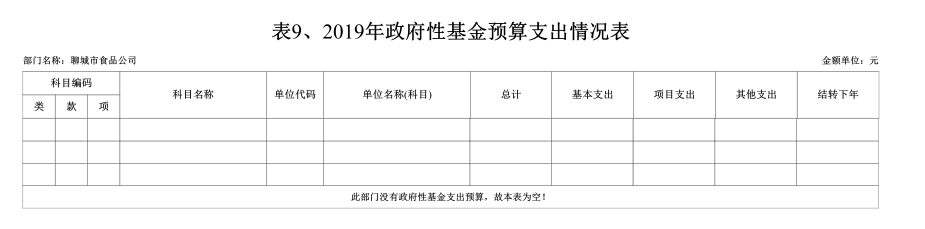 表9、2019年政府性基金预算支出情况表
部门名称：聊城市食品公司 金额单位：元
科目编码 科目名称 单位代码 单位名称(科目) 总计 基本支出 项目支出 其他支出 结转下年
类 款 项
此部门没有政府性基金支出预算，故本表为空！